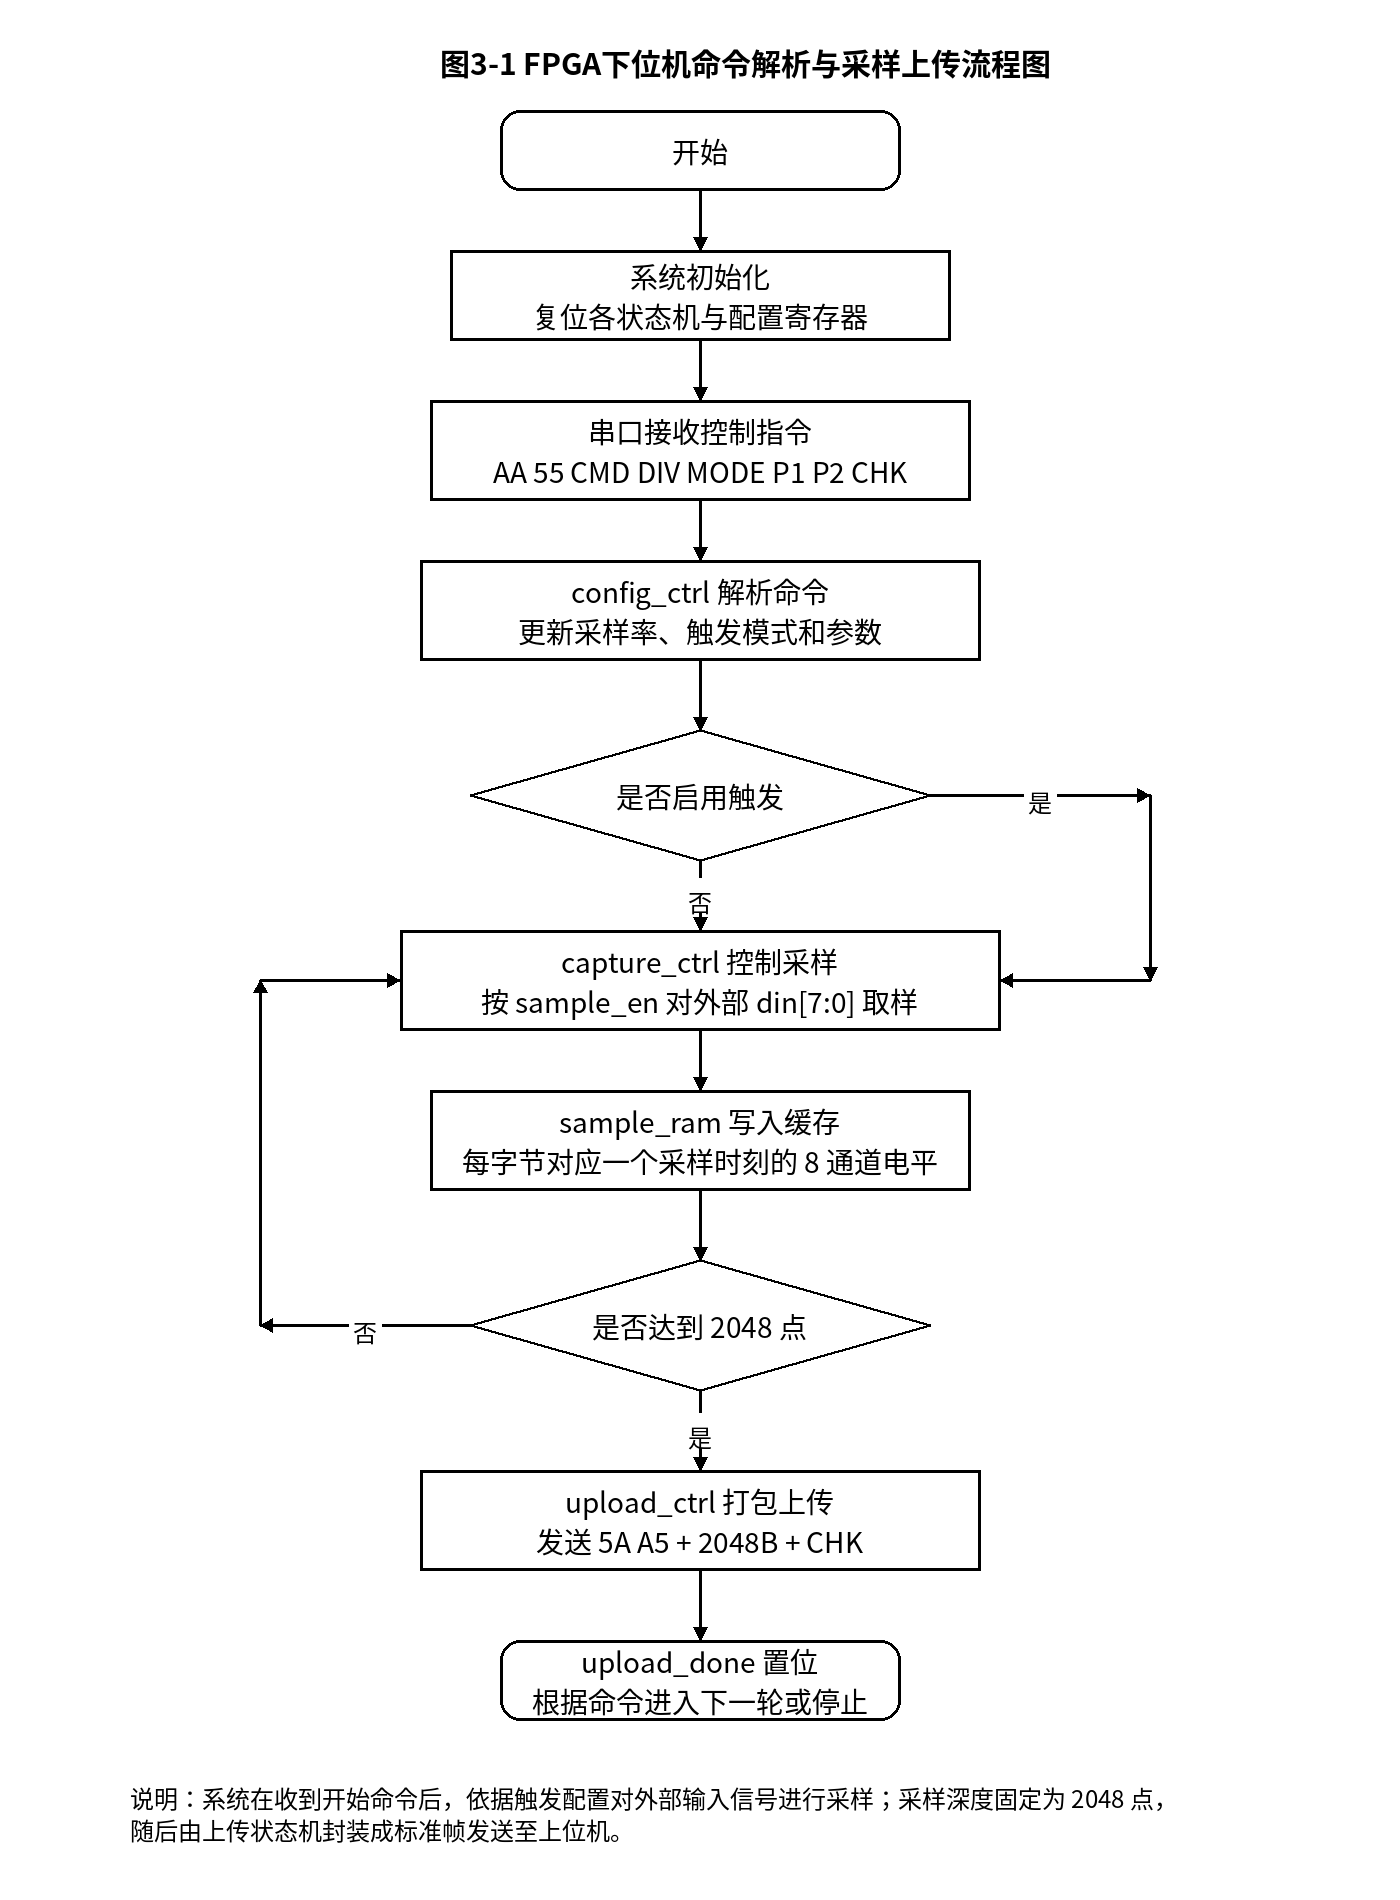 图3-1 FPGA下位机命令解析与采样上传流程图
开始
系统初始化
复位各状态机与配置寄存器
串口接收控制指令
AA 55 CMD DIV MODE P1 P2 CHK
config_ctrl 解析命令
更新采样率、触发模式和参数
是否启用触发
是
否
capture_ctrl 控制采样
按 sample_en 对外部 din[7:0] 取样
sample_ram 写入缓存
每字节对应一个采样时刻的 8 通道电平
是否达到 2048 点
否
是
upload_ctrl 打包上传
发送 5A A5 + 2048B + CHK
upload_done 置位
根据命令进入下一轮或停止
说明：系统在收到开始命令后，依据触发配置对外部输入信号进行采样；采样深度固定为 2048 点，
随后由上传状态机封装成标准帧发送至上位机。